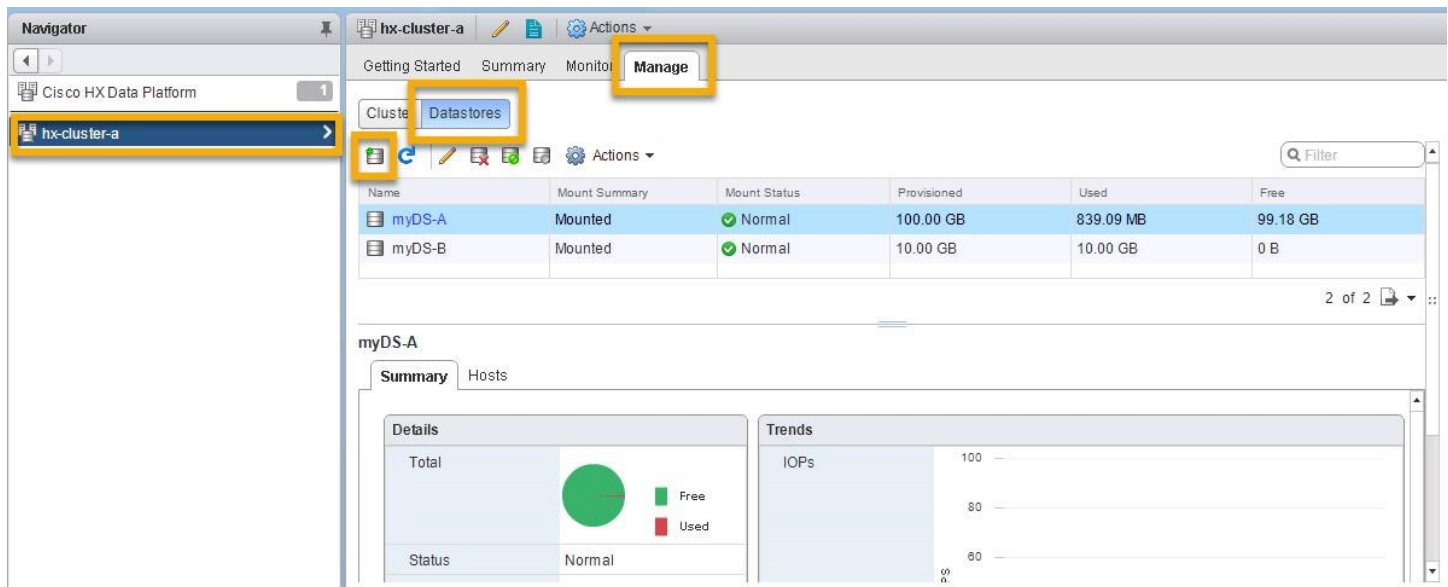 Navigator
Cisco HX Data Platform 1
hx-cluster-a
hx-cluster-a Actions
Getting Started Summary Monitor Manage
Cluste Datastores
Actions Filter
Name Mount Summary Mount Status Provisioned Used Free
myDS-A Mounted Normal 100.00 GB 839.09 MB 99.18 GB
myDS-B Mounted Normal 10.00 GB 10.00 GB 0 B
2 of 2
myDS-A
Summary Hosts
Details Trends
Total Free Used IOPs 100
80
Status Normal 60
PS